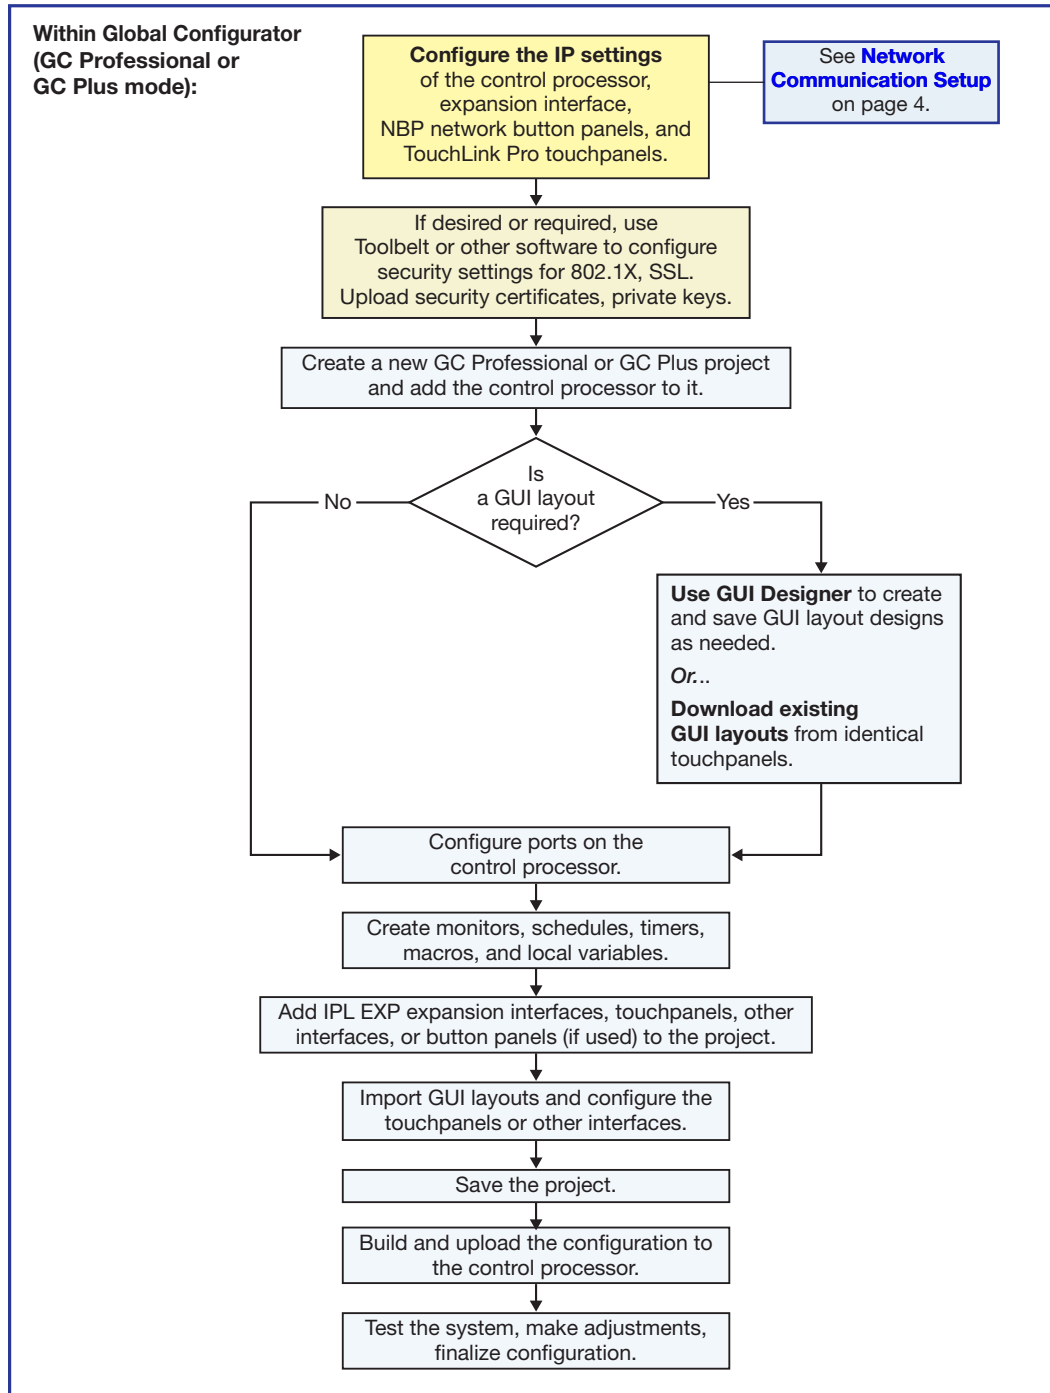 Within Global Configurator
(GC Professional or
GC Plus mode):
Configure the IP settings
of the control processor,
expansion interface,
NBP network button panels, and
TouchLink Pro touchpanels.
See Network
Communication Setup
on page 4.
If desired or required, use
Toolbelt or other software to configure
security settings for 802.1X, SSL.
Upload security certificates, private keys.
Create a new GC Professional or GC Plus project
and add the control processor to it.
Is
a GUI layout
required?
No
Yes
Use GUI Designer to create
and save GUI layout designs
as needed.
Or...
Download existing
GUI layouts from identical
touchpanels.
Configure ports on the
control processor.
Create monitors, schedules, timers,
macros, and local variables.
Add IPL EXP expansion interfaces, touchpanels, other
interfaces, or button panels (if used) to the project.
Import GUI layouts and configure the
touchpanels or other interfaces.
Save the project.
Build and upload the configuration to
the control processor.
Test the system, make adjustments,
finalize configuration.